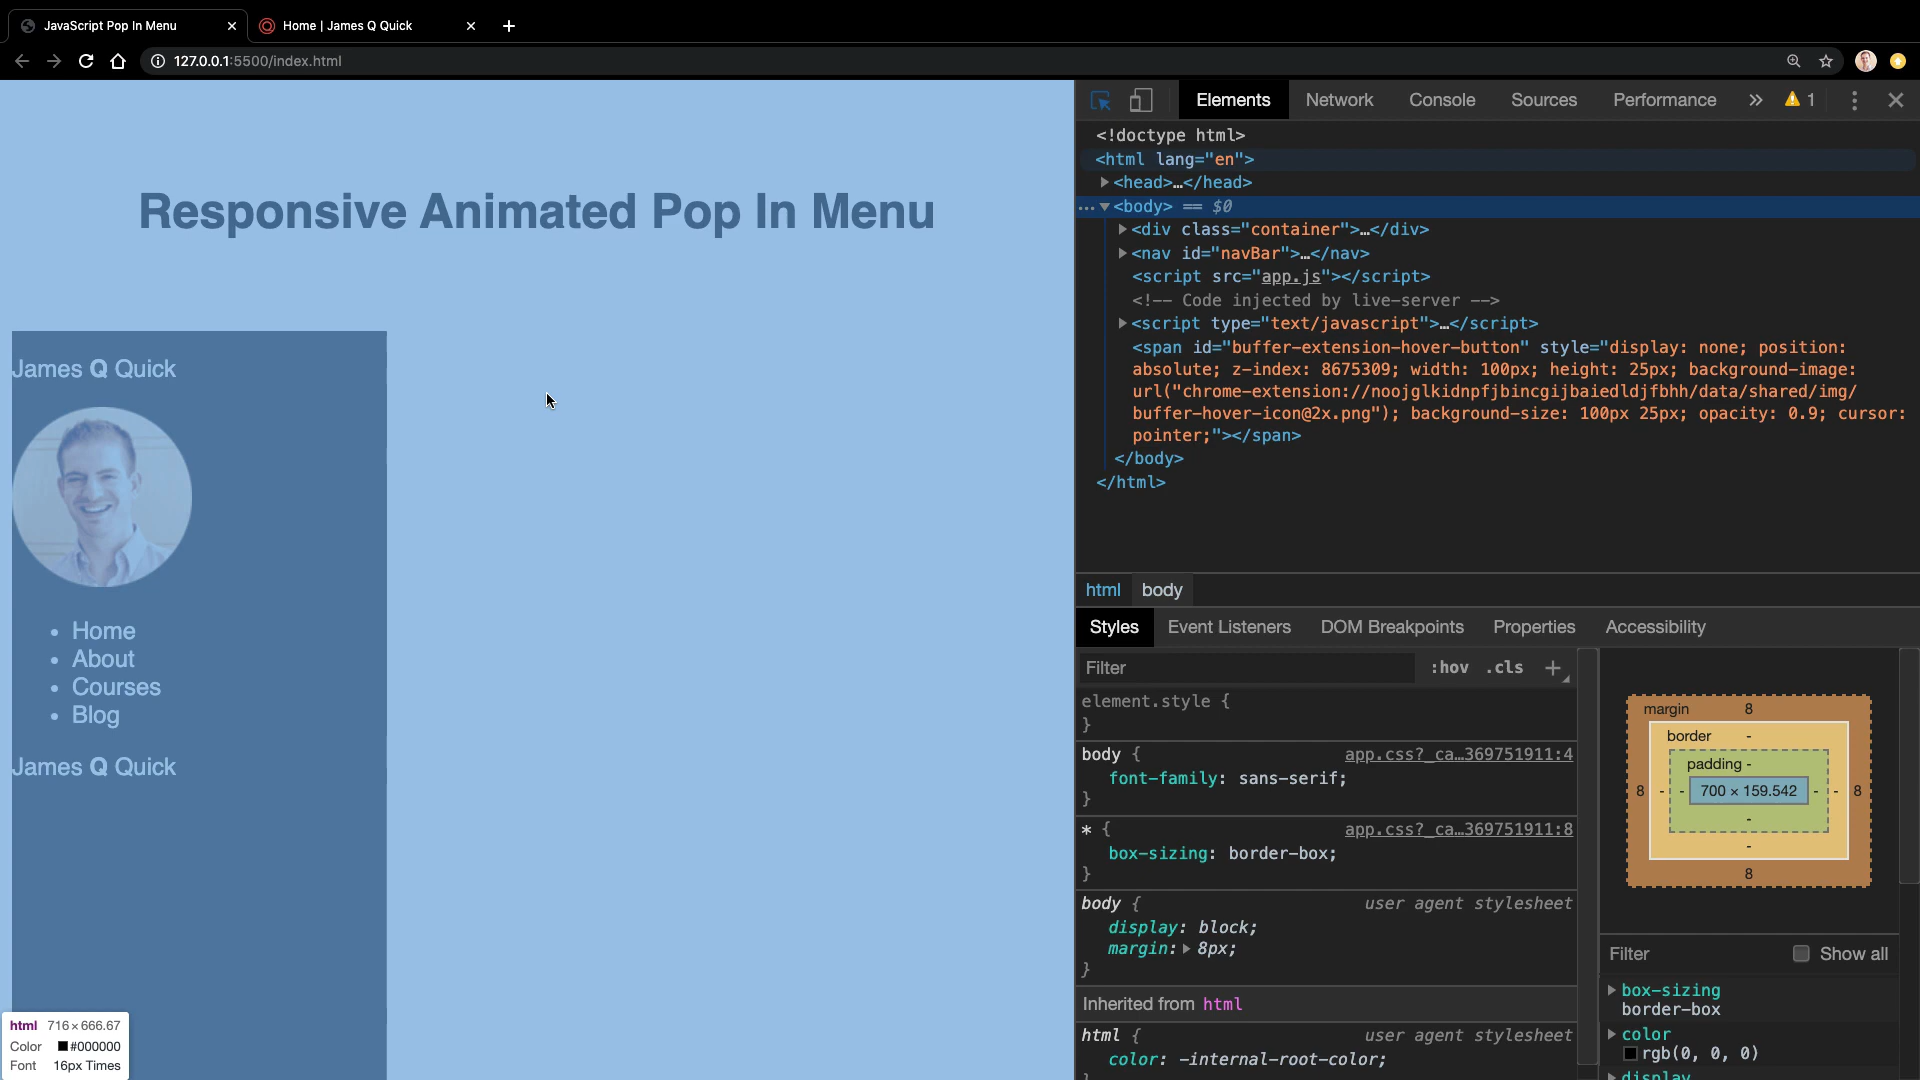 JavaScript Pop In Menu
Home | James Q Quick
127.0.0.1:5500/index.html
Responsive Animated Pop In Menu
James Q Quick
Home
About
Courses
Blog
James Q Quick
html 716×666.67
Color #000000
Font 16px Times
Elements Network Console Sources Performance » 1
<!doctype html>
<html lang="en">
<head>…</head>
… <body> == $0
<div class="container">…</div>
<nav id="navBar">…</nav>
<script src="app.js"></script>
<!-- Code injected by live-server -->
<script type="text/javascript">…</script>
<span id="buffer-extension-hover-button" style="display: none; position:
absolute; z-index: 8675309; width: 100px; height: 25px; background-image:
url("chrome-extension://noojglkidnpfjbincgijbaiedldjfbhh/data/shared/img/
buffer-hover-icon@2x.png"); background-size: 100px 25px; opacity: 0.9; cursor:
pointer;"></span>
</body>
</html>
html body
Styles Event Listeners DOM Breakpoints Properties Accessibility
Filter :hov .cls +
element.style {
}
body { app.css?_ca…369751911:4
font-family: sans-serif;
}
* { app.css?_ca…369751911:8
box-sizing: border-box;
}
body { user agent stylesheet
display: block;
margin: 8px;
}
Inherited from html
html { user agent stylesheet
color: -internal-root-color;
}
margin 8
border -
padding -
8 - - 700 × 159.542 - - 8
-
-
8
Filter Show all
box-sizing
border-box
color
rgb(0, 0, 0)
display